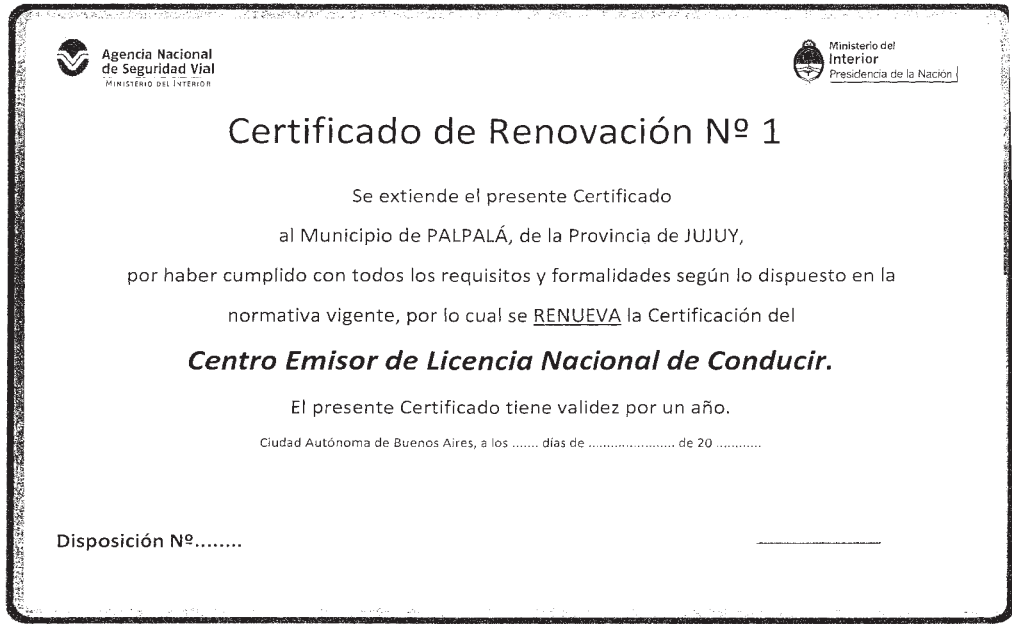 Agencia Nacional
de Seguridad Vial
MINISTERIO DEL INTERIOR
Ministerio del
Interior
Presidencia de la Nación
Certificado de Renovación Nº 1
Se extiende el presente Certificado
al Municipio de PALPALÁ, de la Provincia de JUJUY,
por haber cumplido con todos los requisitos y formalidades según lo dispuesto en la
normativa vigente, por lo cual se RENUEVA la Certificación del
Centro Emisor de Licencia Nacional de Conducir.
El presente Certificado tiene validez por un año.
Ciudad Autónoma de Buenos Aires, a los ....... días de ...................... de 20 ............
Disposición Nº........